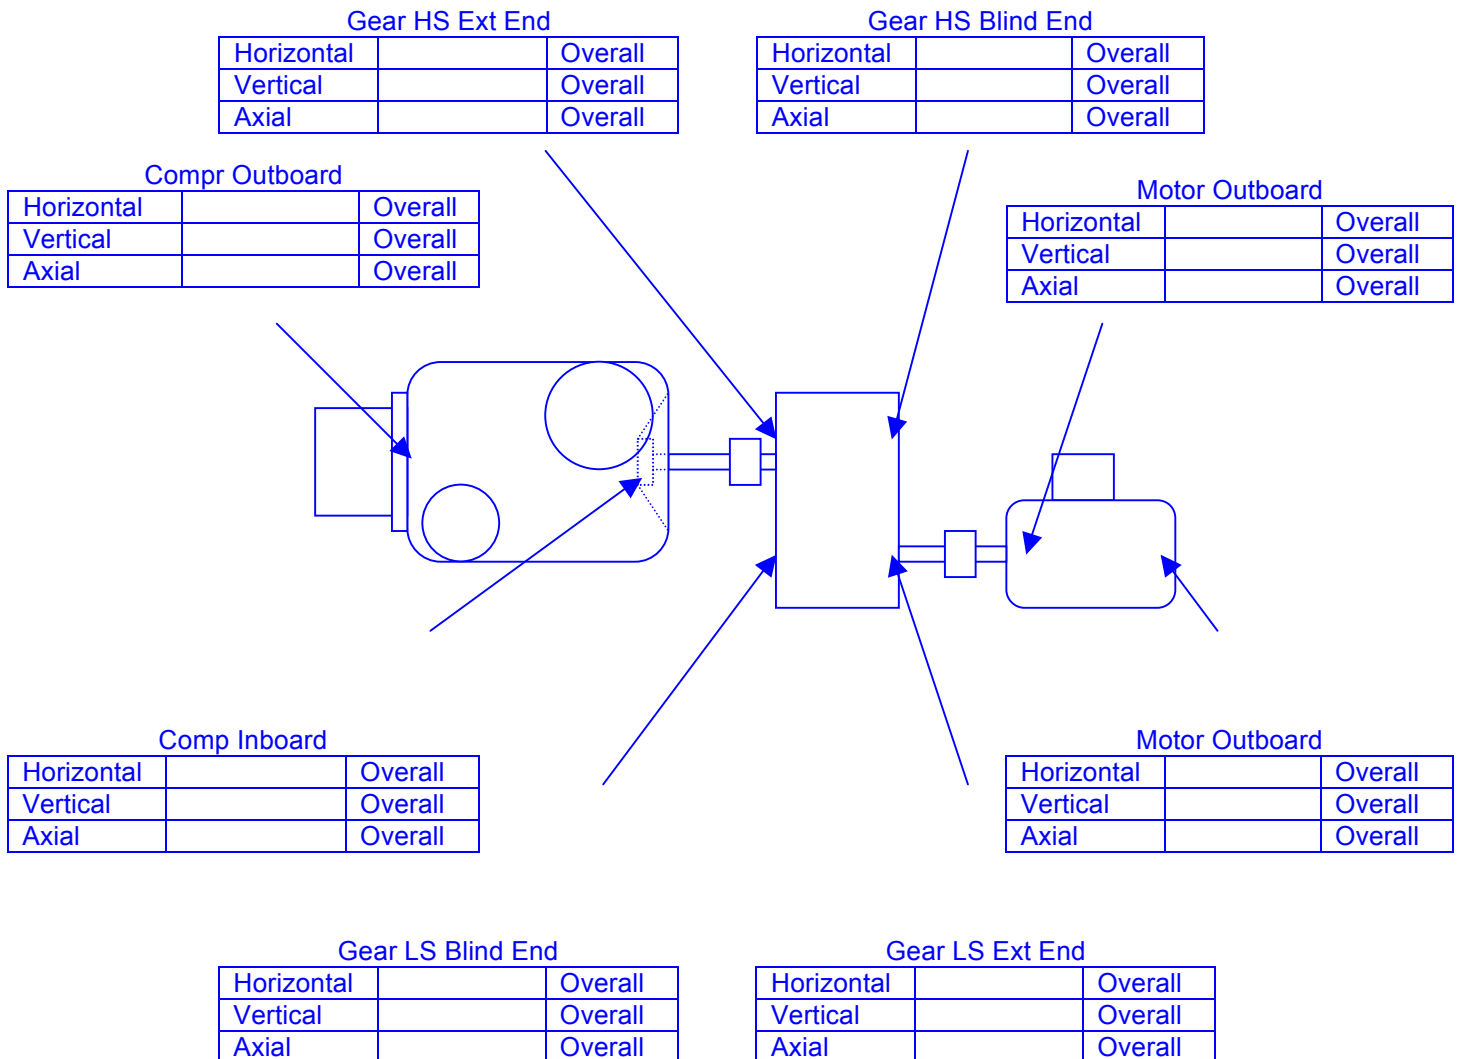 Gear HS Ext End
Horizontal Overall
Vertical Overall
Axial Overall
Gear HS Blind End
Horizontal Overall
Vertical Overall
Axial Overall
Compr Outboard
Horizontal Overall
Vertical Overall
Axial Overall
Motor Outboard
Horizontal Overall
Vertical Overall
Axial Overall
Comp Inboard
Horizontal Overall
Vertical Overall
Axial Overall
Motor Outboard
Horizontal Overall
Vertical Overall
Axial Overall
Gear LS Blind End
Horizontal Overall
Vertical Overall
Axial Overall
Gear LS Ext End
Horizontal Overall
Vertical Overall
Axial Overall